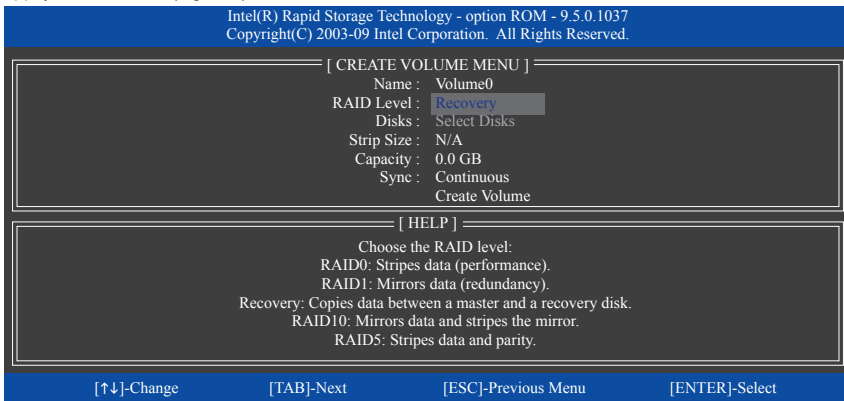 Intel(R) Rapid Storage Technology - option ROM - 9.5.0.1037
Copyright(C) 2003-09 Intel Corporation. All Rights Reserved.
[ CREATE VOLUME MENU ]
Name : Volume0
RAID Level : Recovery
Disks : Select Disks
Strip Size : N/A
Capacity : 0.0 GB
Sync : Continuous
Create Volume
[ HELP ]
Choose the RAID level:
RAID0: Stripes data (performance).
RAID1: Mirrors data (redundancy).
Recovery: Copies data between a master and a recovery disk.
RAID10: Mirrors data and stripes the mirror.
RAID5: Stripes data and parity.
[↑↓]-Change [TAB]-Next [ESC]-Previous Menu [ENTER]-Select